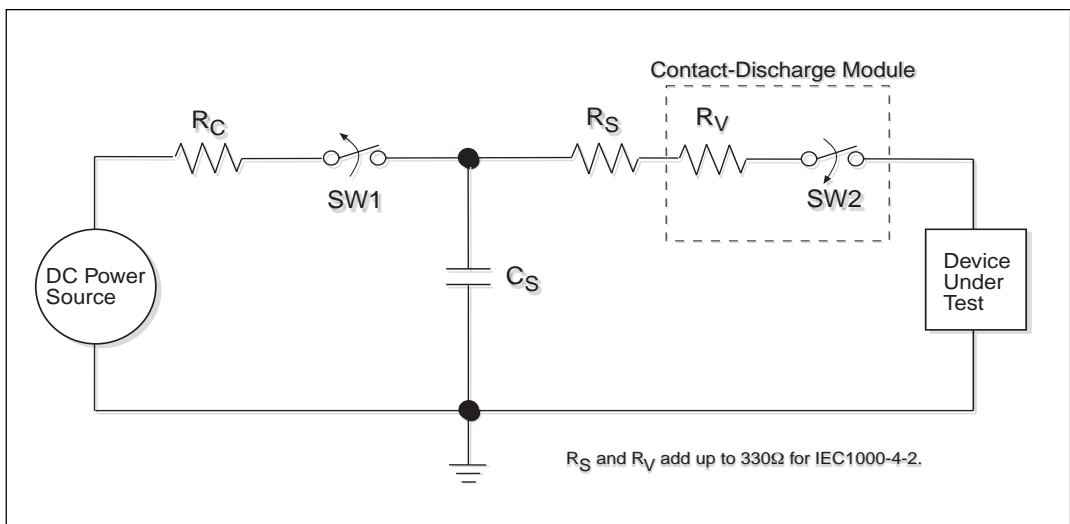 Contact-Discharge Module
RC
RS
RV
SW1
SW2
DC Power
Source
CS
Device
Under
Test
RS and RV add up to 330Ω for IEC1000-4-2.